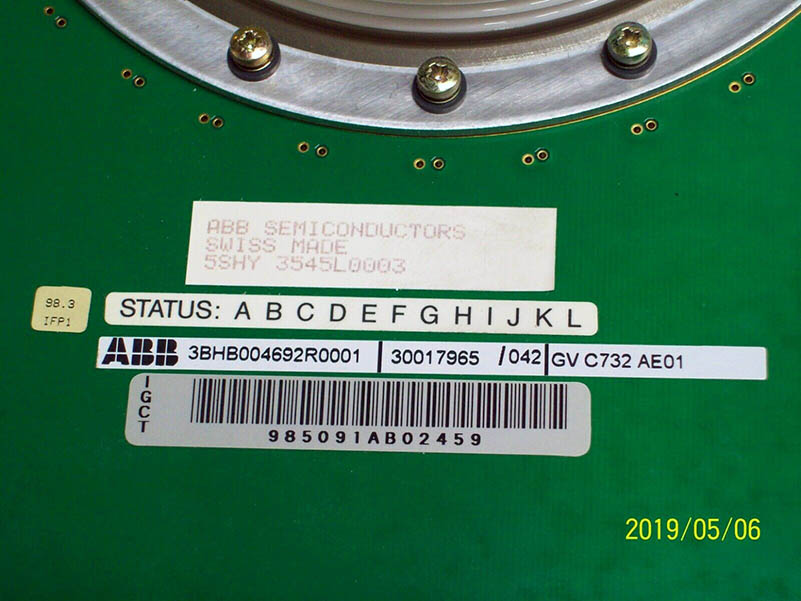 ABB SEMICONDUCTORS
SWISS MADE
5SHY 3545L0003
98.3
IFP1
STATUS: A B C D E F G H I J K L
ABB 3BHB004692R0001 30017965 /042 GV C732 AE01
IGCT
985091AB02459
2019/05/06